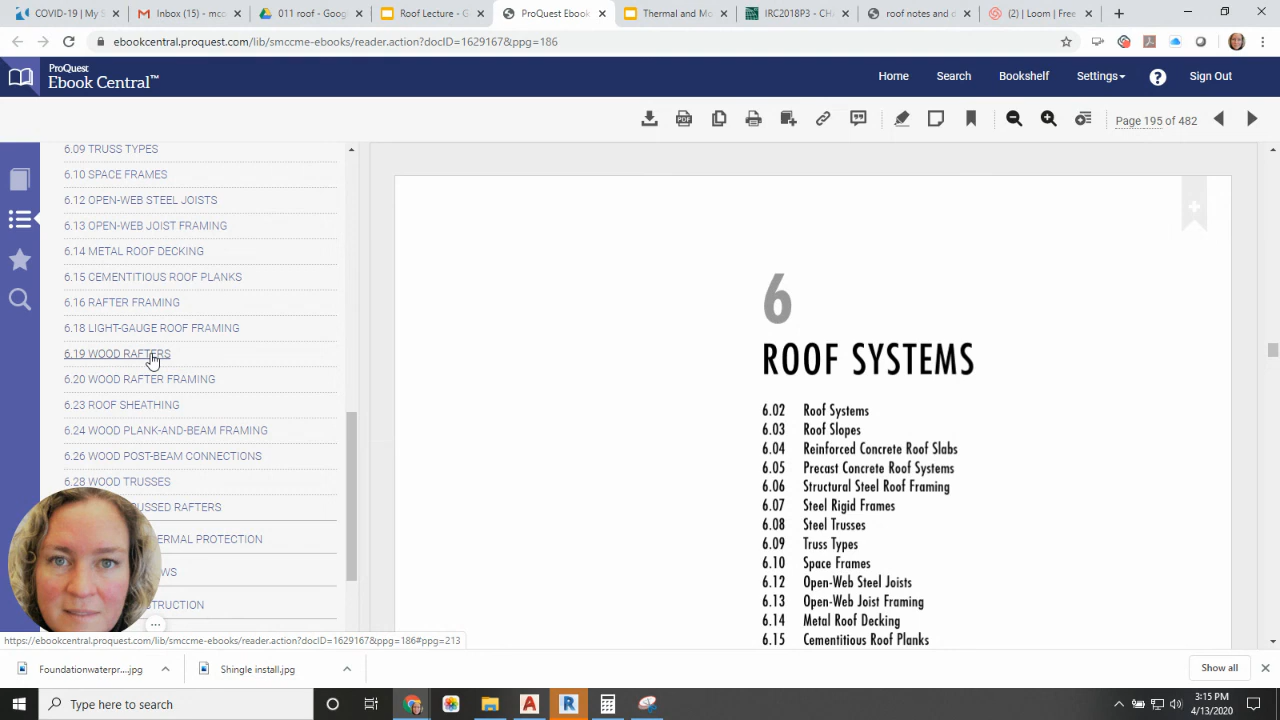 COVID-19 | My S
Inbox (15) - mcc
011 roof - Goog
Roof Lecture - G
ProQuest Ebook
Thermal and Mo
IRC2018P3 - CHA
roof notes and d
(2) | Loom | Free
ebookcentral.proquest.com/lib/smccme-ebooks/reader.action?docID=1629167&ppg=186
ProQuest
Ebook Central™
Home
Search
Bookshelf
Settings
Sign Out
PDF
Page 195 of 482
6.09 TRUSS TYPES
6.10 SPACE FRAMES
6.12 OPEN-WEB STEEL JOISTS
6.13 OPEN-WEB JOIST FRAMING
6.14 METAL ROOF DECKING
6.15 CEMENTITIOUS ROOF PLANKS
6.16 RAFTER FRAMING
6.18 LIGHT-GAUGE ROOF FRAMING
6.19 WOOD RAFTERS
6.20 WOOD RAFTER FRAMING
6.23 ROOF SHEATHING
6.24 WOOD PLANK-AND-BEAM FRAMING
6.26 WOOD POST-BEAM CONNECTIONS
6.28 WOOD TRUSSES
USSED RAFTERS
ERMAL PROTECTION
WS
STRUCTION
6
ROOF SYSTEMS
6.02 Roof Systems
6.03 Roof Slopes
6.04 Reinforced Concrete Roof Slabs
6.05 Precast Concrete Roof Systems
6.06 Structural Steel Roof Framing
6.07 Steel Rigid Frames
6.08 Steel Trusses
6.09 Truss Types
6.10 Space Frames
6.12 Open-Web Steel Joists
6.13 Open-Web Joist Framing
6.14 Metal Roof Decking
6.15 Cementitious Roof Planks
https://ebookcentral.proquest.com/lib/smccme-ebooks/reader.action?docID=1629167&ppg=186#ppg=213
Foundationwaterpr....jpg
Shingle install.jpg
Show all
Type here to search
3:15 PM
4/13/2020